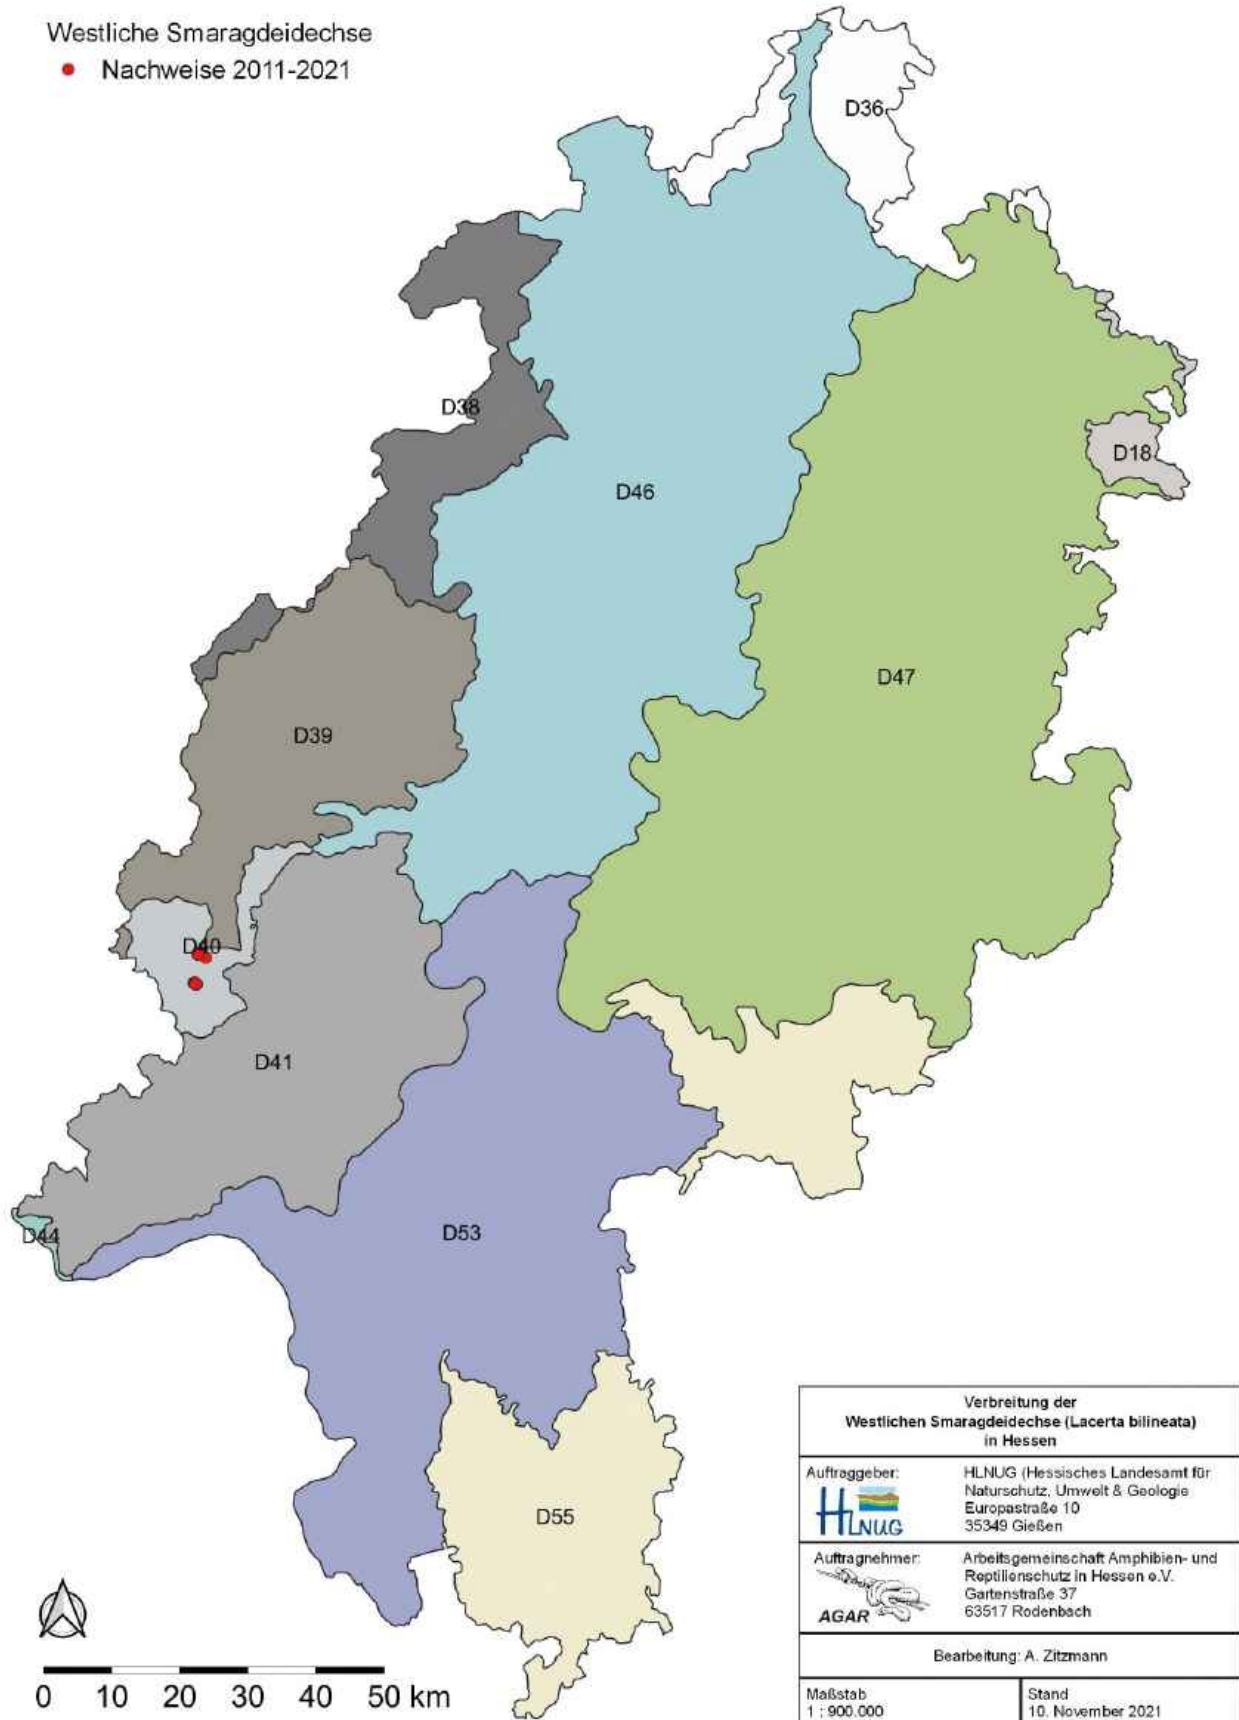 Westliche Smaragdeidechse
Nachweise 2011-2021
D36
D38
D18
D46
D47
D39
D40
D41
D44
D53
D55
0 10 20 30 40 50 km
Verbreitung der
Westlichen Smaragdeidechse (Lacerta bilineata)
in Hessen
Auftraggeber:
HLNUG
HLNUG (Hessisches Landesamt für
Naturschutz, Umwelt & Geologie
Europastraße 10
35349 Gießen
Auftragnehmer:
AGAR
Arbeitsgemeinschaft Amphibien- und
Reptilienschutz in Hessen e.V.
Gartenstraße 37
63517 Rodenbach
Bearbeitung: A. Zitzmann
Maßstab
1 : 900.000
Stand
10. November 2021